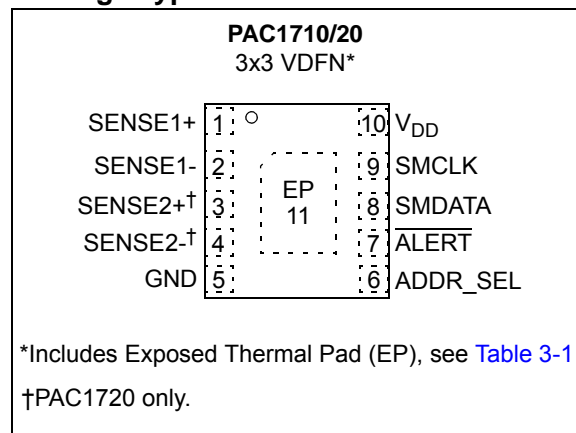 PAC1710/20
3x3 VDFN*
SENSE1+ 1 10 VDD
SENSE1- 2 9 SMCLK
EP
SENSE2+† 3 8 SMDATA
11
SENSE2-† 4 7 ALERT
GND 5 6 ADDR_SEL
*Includes Exposed Thermal Pad (EP), see Table 3-1
†PAC1720 only.